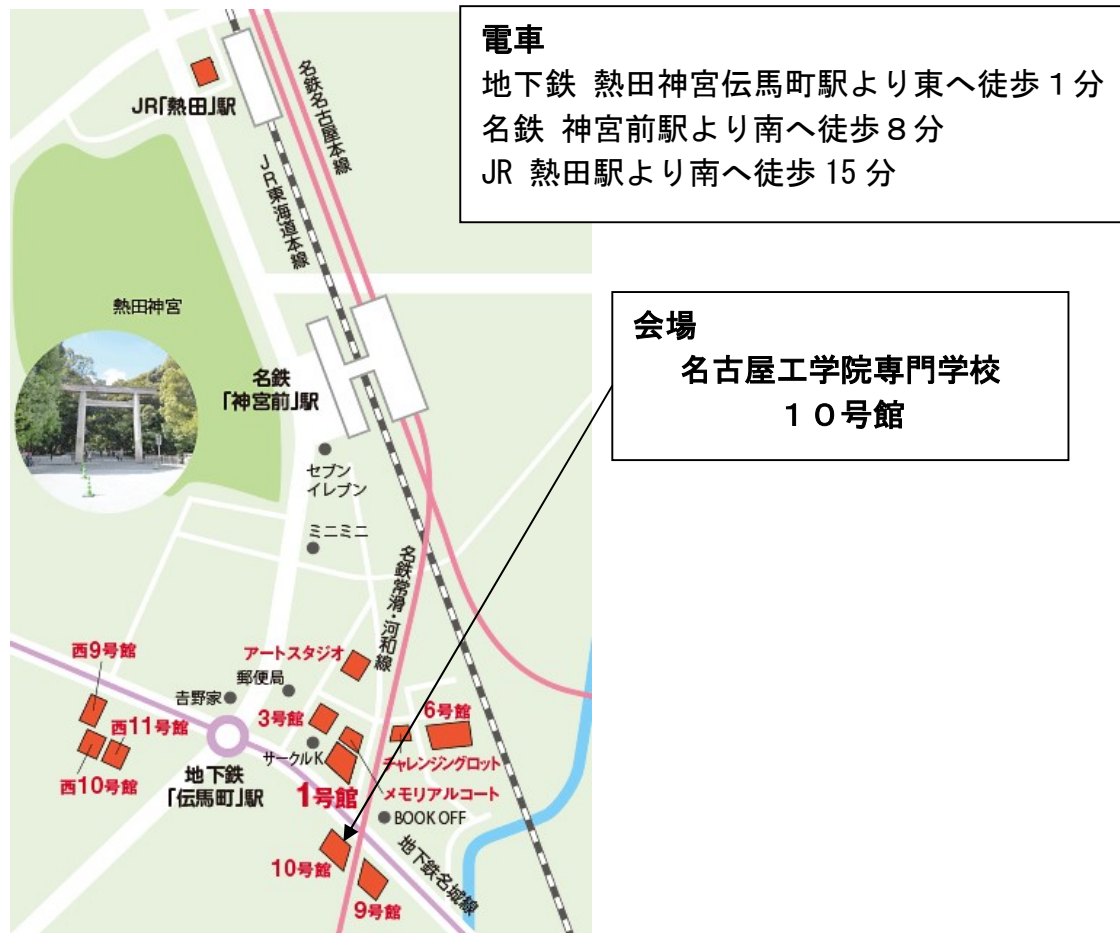 電車
地下鉄 熱田神宮伝馬町駅より東へ徒歩１分
名鉄 神宮前駅より南へ徒歩８分
JR 熱田駅より南へ徒歩 15 分
会場
名古屋工学院専門学校
１０号館
JR「熱田」駅
名鉄名古屋本線
JR東海道本線
熱田神宮
名鉄
「神宮前」駅
セブン
イレブン
ミニミニ
名鉄常滑・河和線
西9号館
アートスタジオ
郵便局
吉野家
3号館
6号館
西11号館
サークルK
チャレンジングロット
西10号館
地下鉄
「伝馬町」駅
1号館
メモリアルコート
BOOK OFF
10号館
地下鉄名城線
9号館